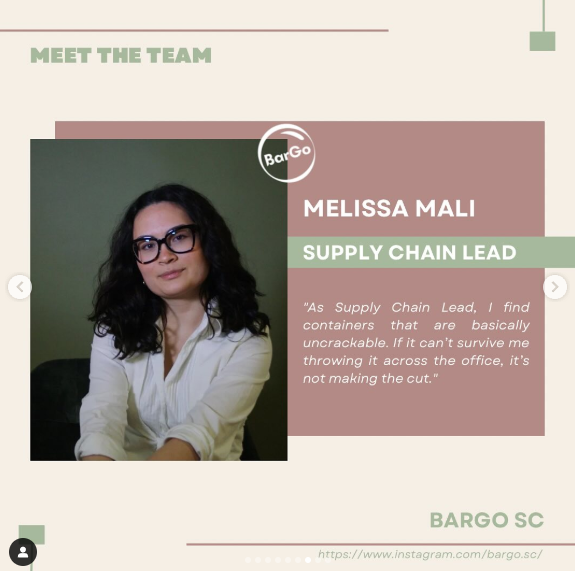 MEET THE TEAM
BarGo
MELISSA MALI
SUPPLY CHAIN LEAD
"As Supply Chain Lead, I find
containers that are basically
uncrackable. If it can't survive me
throwing it across the office, it's
not making the cut."
BARGO SC
https://www.instagram.com/bargo.sc/